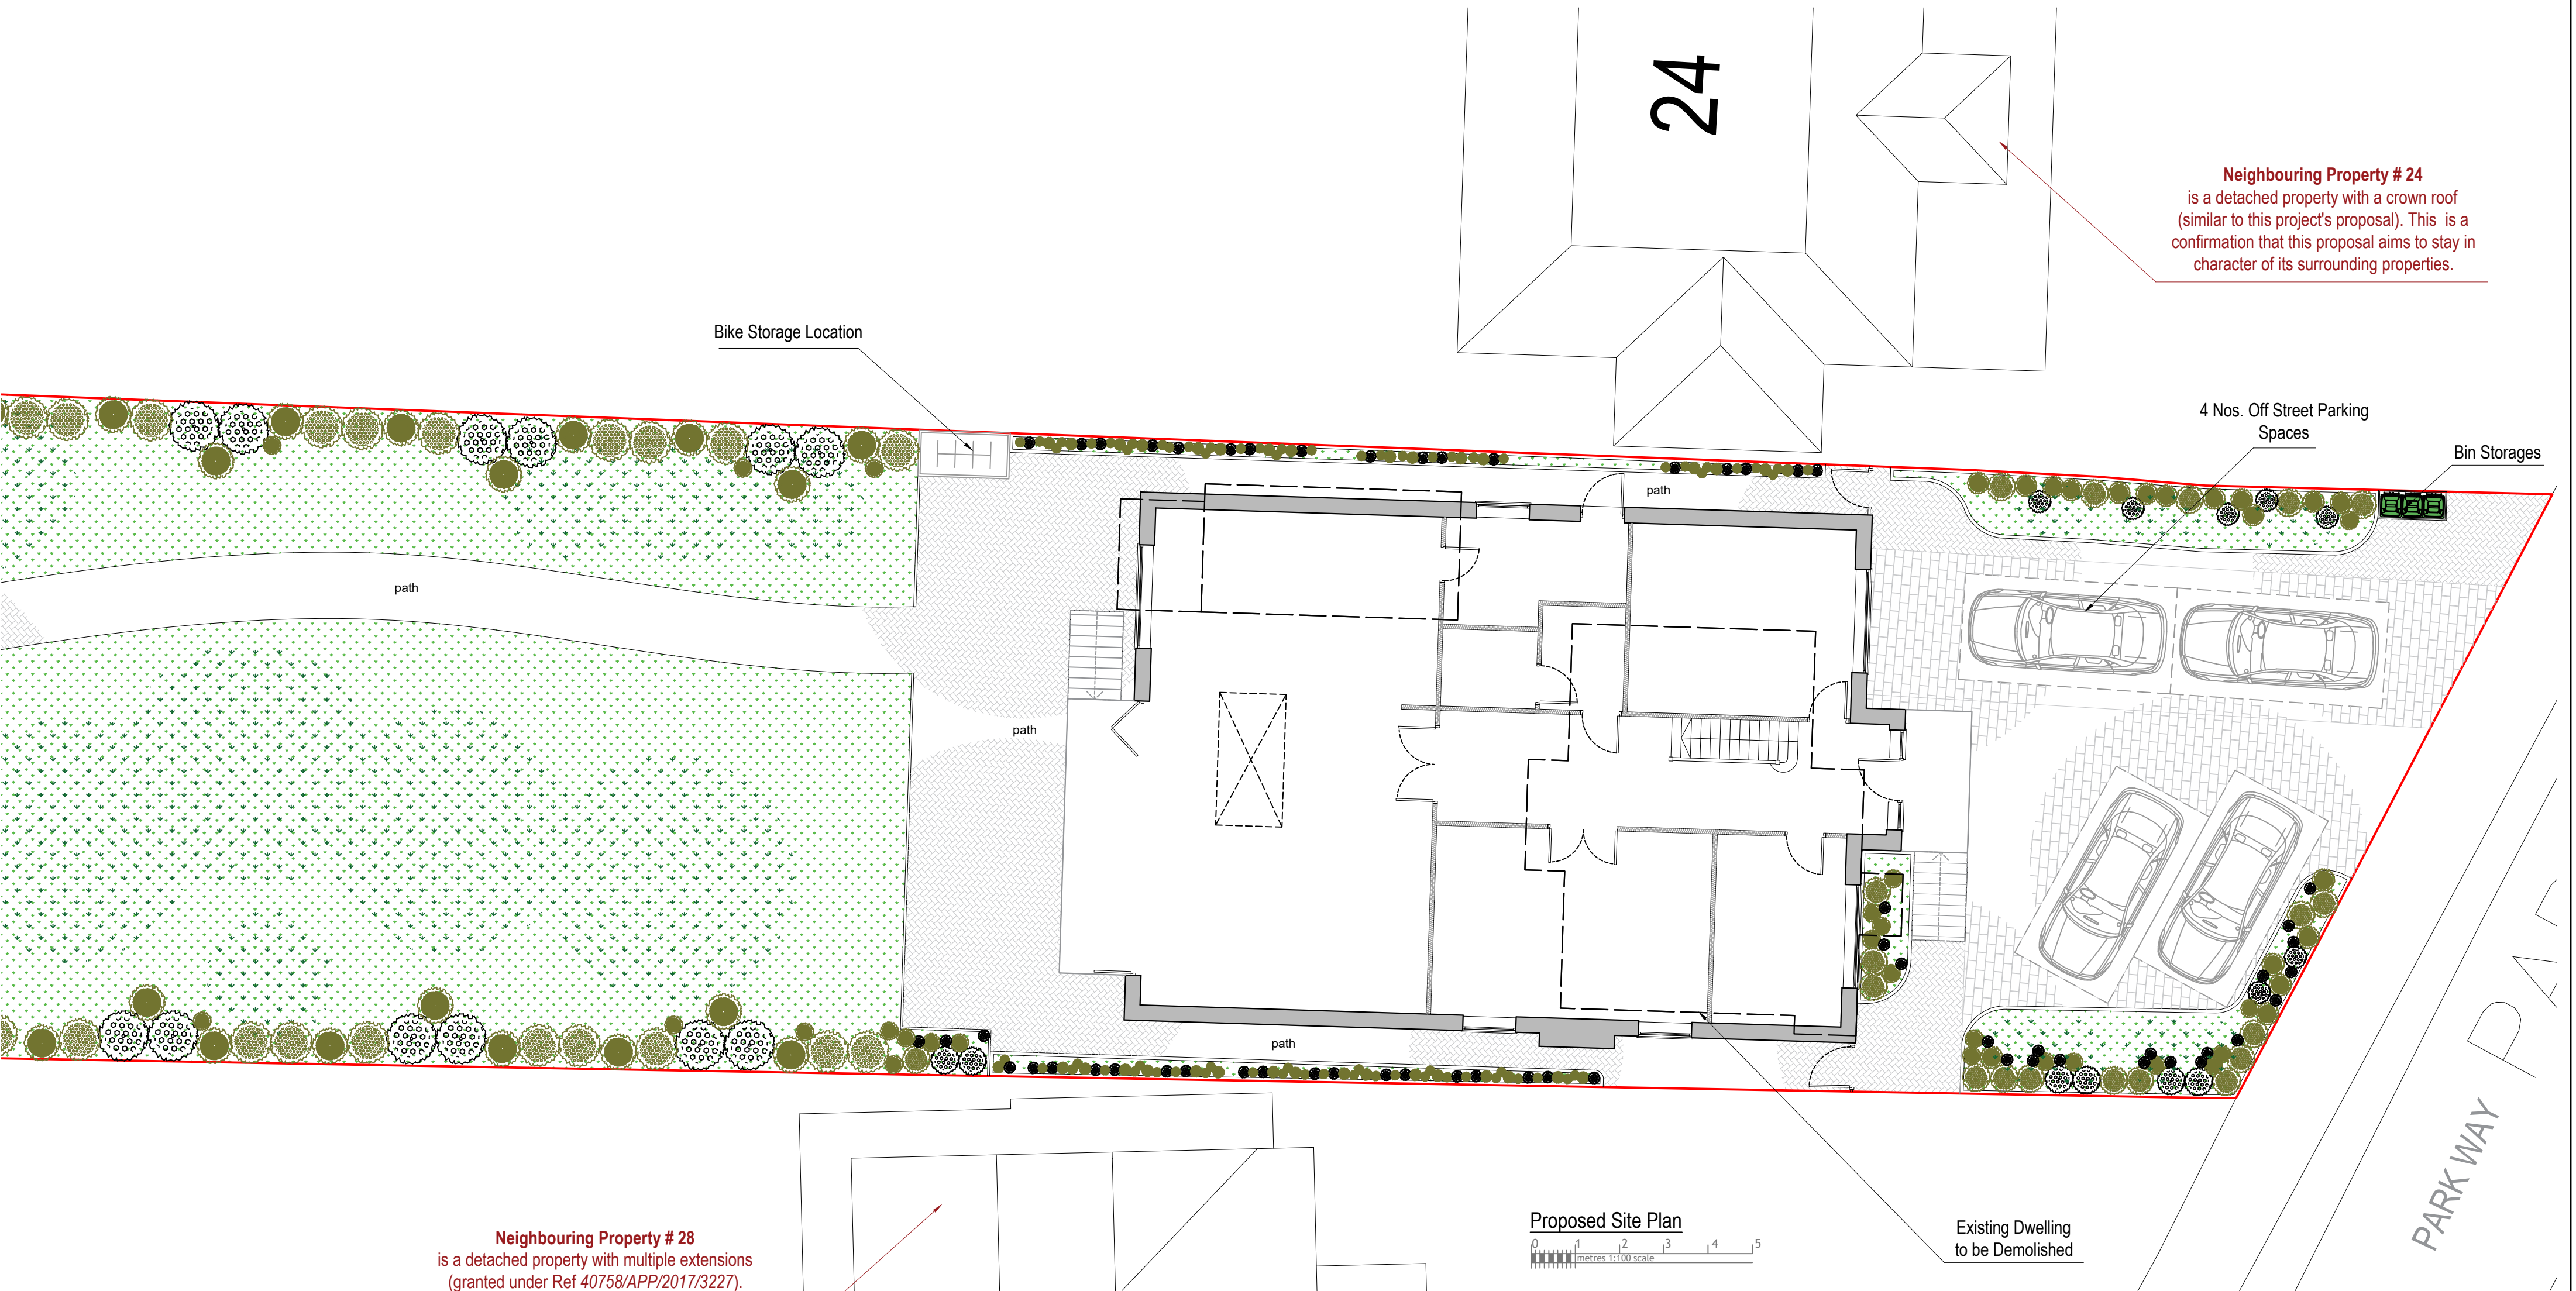 24
Neighbouring Property # 24
is a detached property with a crown roof
(similar to this project's proposal). This is a
confirmation that this proposal aims to stay in
character of its surrounding properties.
Bike Storage Location
4 Nos. Off Street Parking
Spaces
Bin Storages
path
path
path
path
PARK WAY
Neighbouring Property # 28
is a detached property with multiple extensions
(granted under Ref 40758/APP/2017/3227).
Proposed Site Plan
0 1 2 3 4 5
metres 1:100 scale
Existing Dwelling
to be Demolished